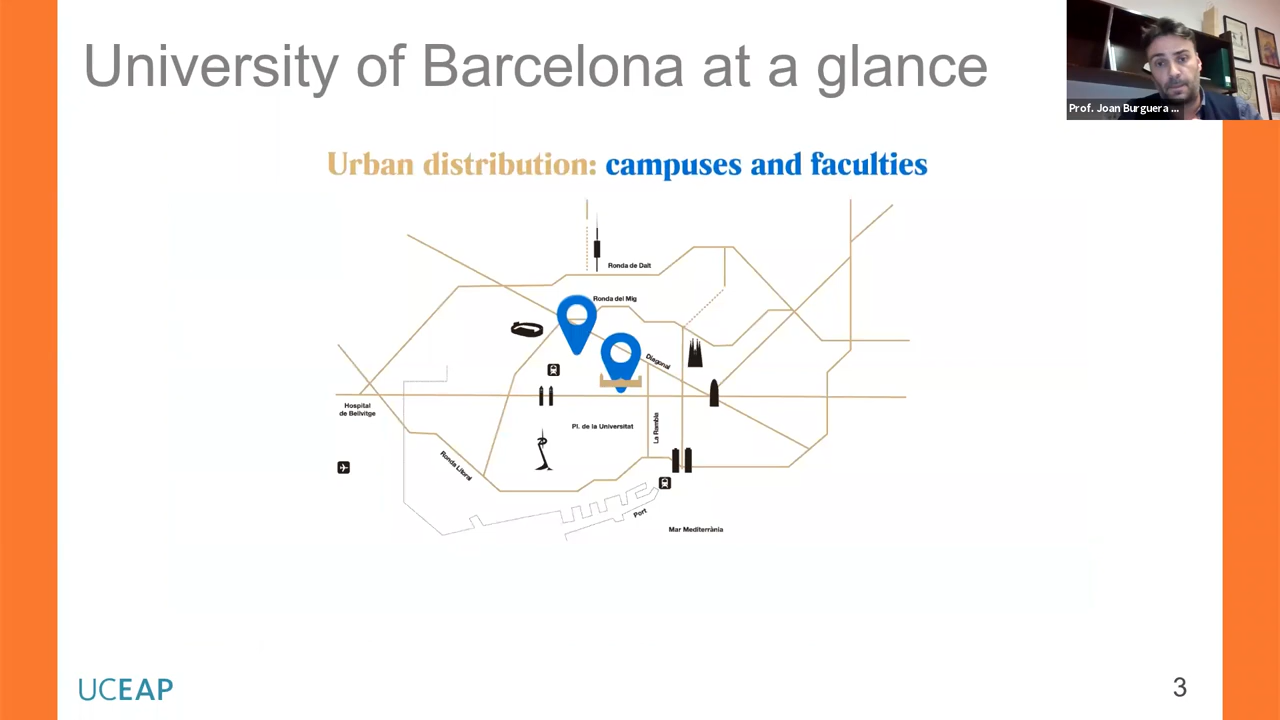 University of Barcelona at a glance
Prof. Joan Burguera ...
Urban distribution: campuses and faculties
Ronda de Dalt
Ronda del Mig
Diagonal
Hospital
de Bellvitge
Pl. de la Universitat
La Rambla
Ronda Litoral
Port
Mar Mediterrània
UCEAP
3